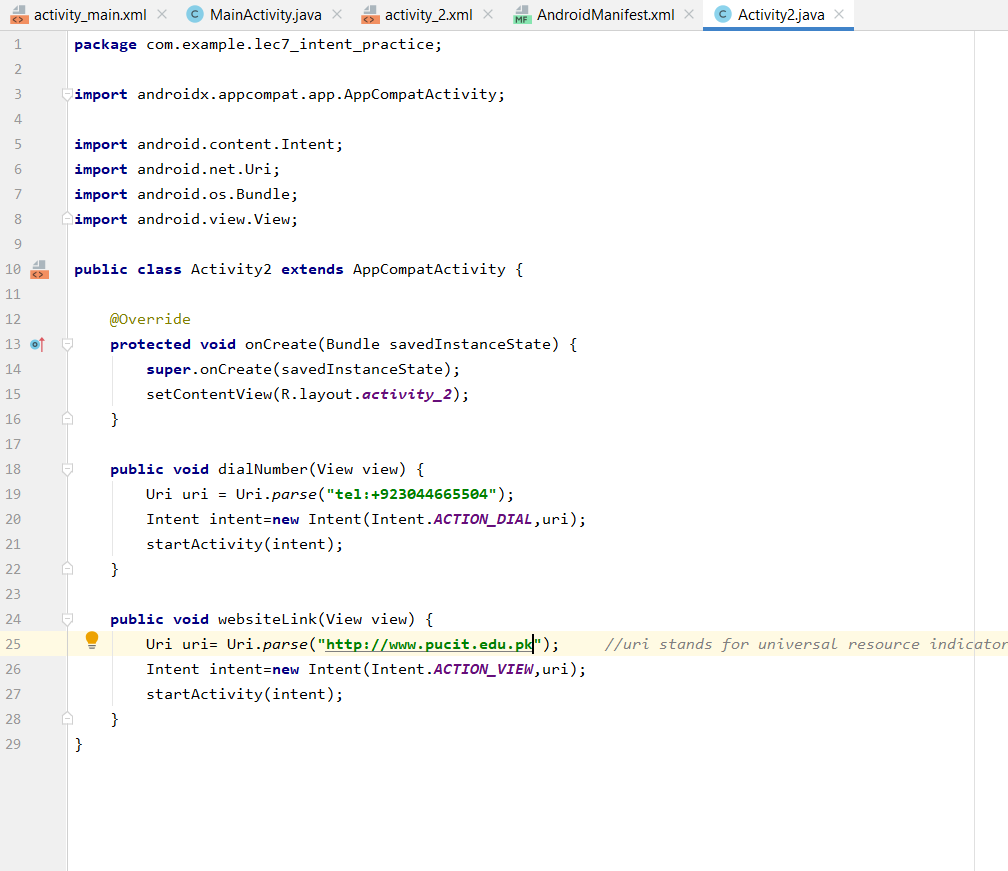 activity_main.xml MainActivity.java activity_2.xml AndroidManifest.xml Activity2.java
1 package com.example.lec7_intent_practice;
2
3 import androidx.appcompat.app.AppCompatActivity;
4
5 import android.content.Intent;
6 import android.net.Uri;
7 import android.os.Bundle;
8 import android.view.View;
9
10 public class Activity2 extends AppCompatActivity {
11
12 @Override
13 protected void onCreate(Bundle savedInstanceState) {
14 super.onCreate(savedInstanceState);
15 setContentView(R.layout.activity_2);
16 }
17
18 public void dialNumber(View view) {
19 Uri uri = Uri.parse("tel:+923044665504");
20 Intent intent=new Intent(Intent.ACTION_DIAL,uri);
21 startActivity(intent);
22 }
23
24 public void websiteLink(View view) {
25 Uri uri= Uri.parse("http://www.pucit.edu.pk"); //uri stands for universal resource indicator
26 Intent intent=new Intent(Intent.ACTION_VIEW,uri);
27 startActivity(intent);
28 }
29 }